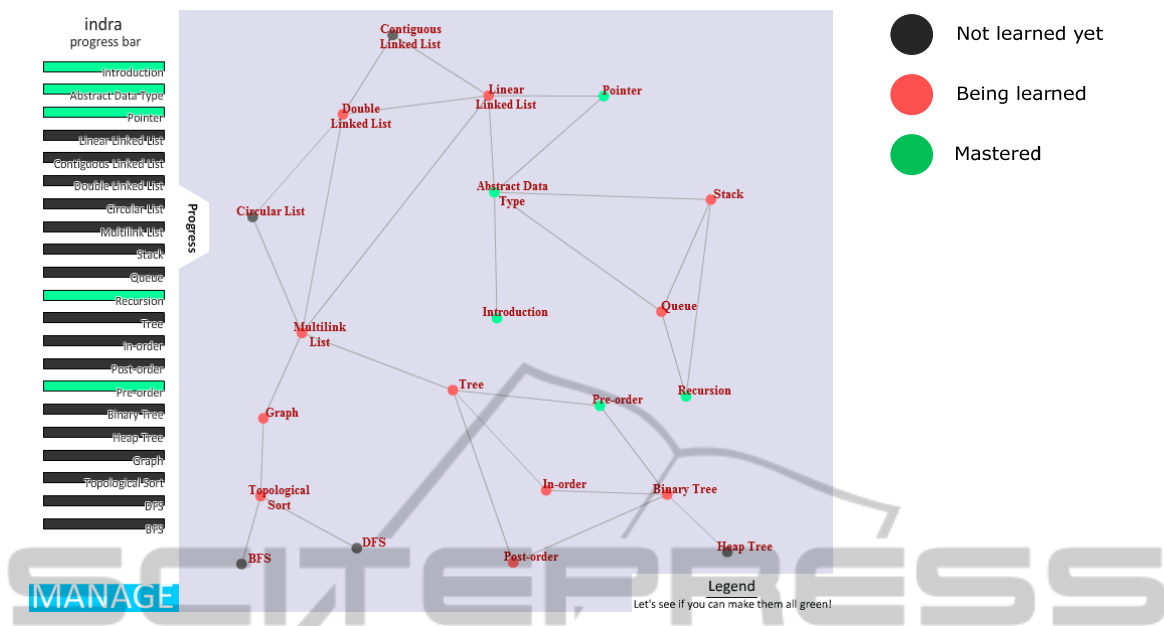 indra
progress bar
Introduction
Abstract Data Type
Pointer
Linear Linked List
Contiguous Linked List
Double Linked List
Circular List
Multilink List
Stack
Queue
Recursion
Tree
In-order
Post-order
Pre-order
Binary Tree
Heap Tree
Graph
Topological Sort
DFS
BFS
MANAGE
Progress
Contiguous
Linked List
Linear
Linked List
Pointer
Double
Linked List
Abstract Data
Type
Stack
Circular List
Introduction
Queue
Multilink
List
Tree
Pre-order
Recursion
Graph
In-order
Binary Tree
Topological
Sort
DFS
BFS
Post-order
Heap Tree
Legend
Let's see if you can make them all green!
Not learned yet
Being learned
Mastered
SCITEPRESS